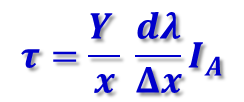 τ = Y/x dλ/Δx I_A